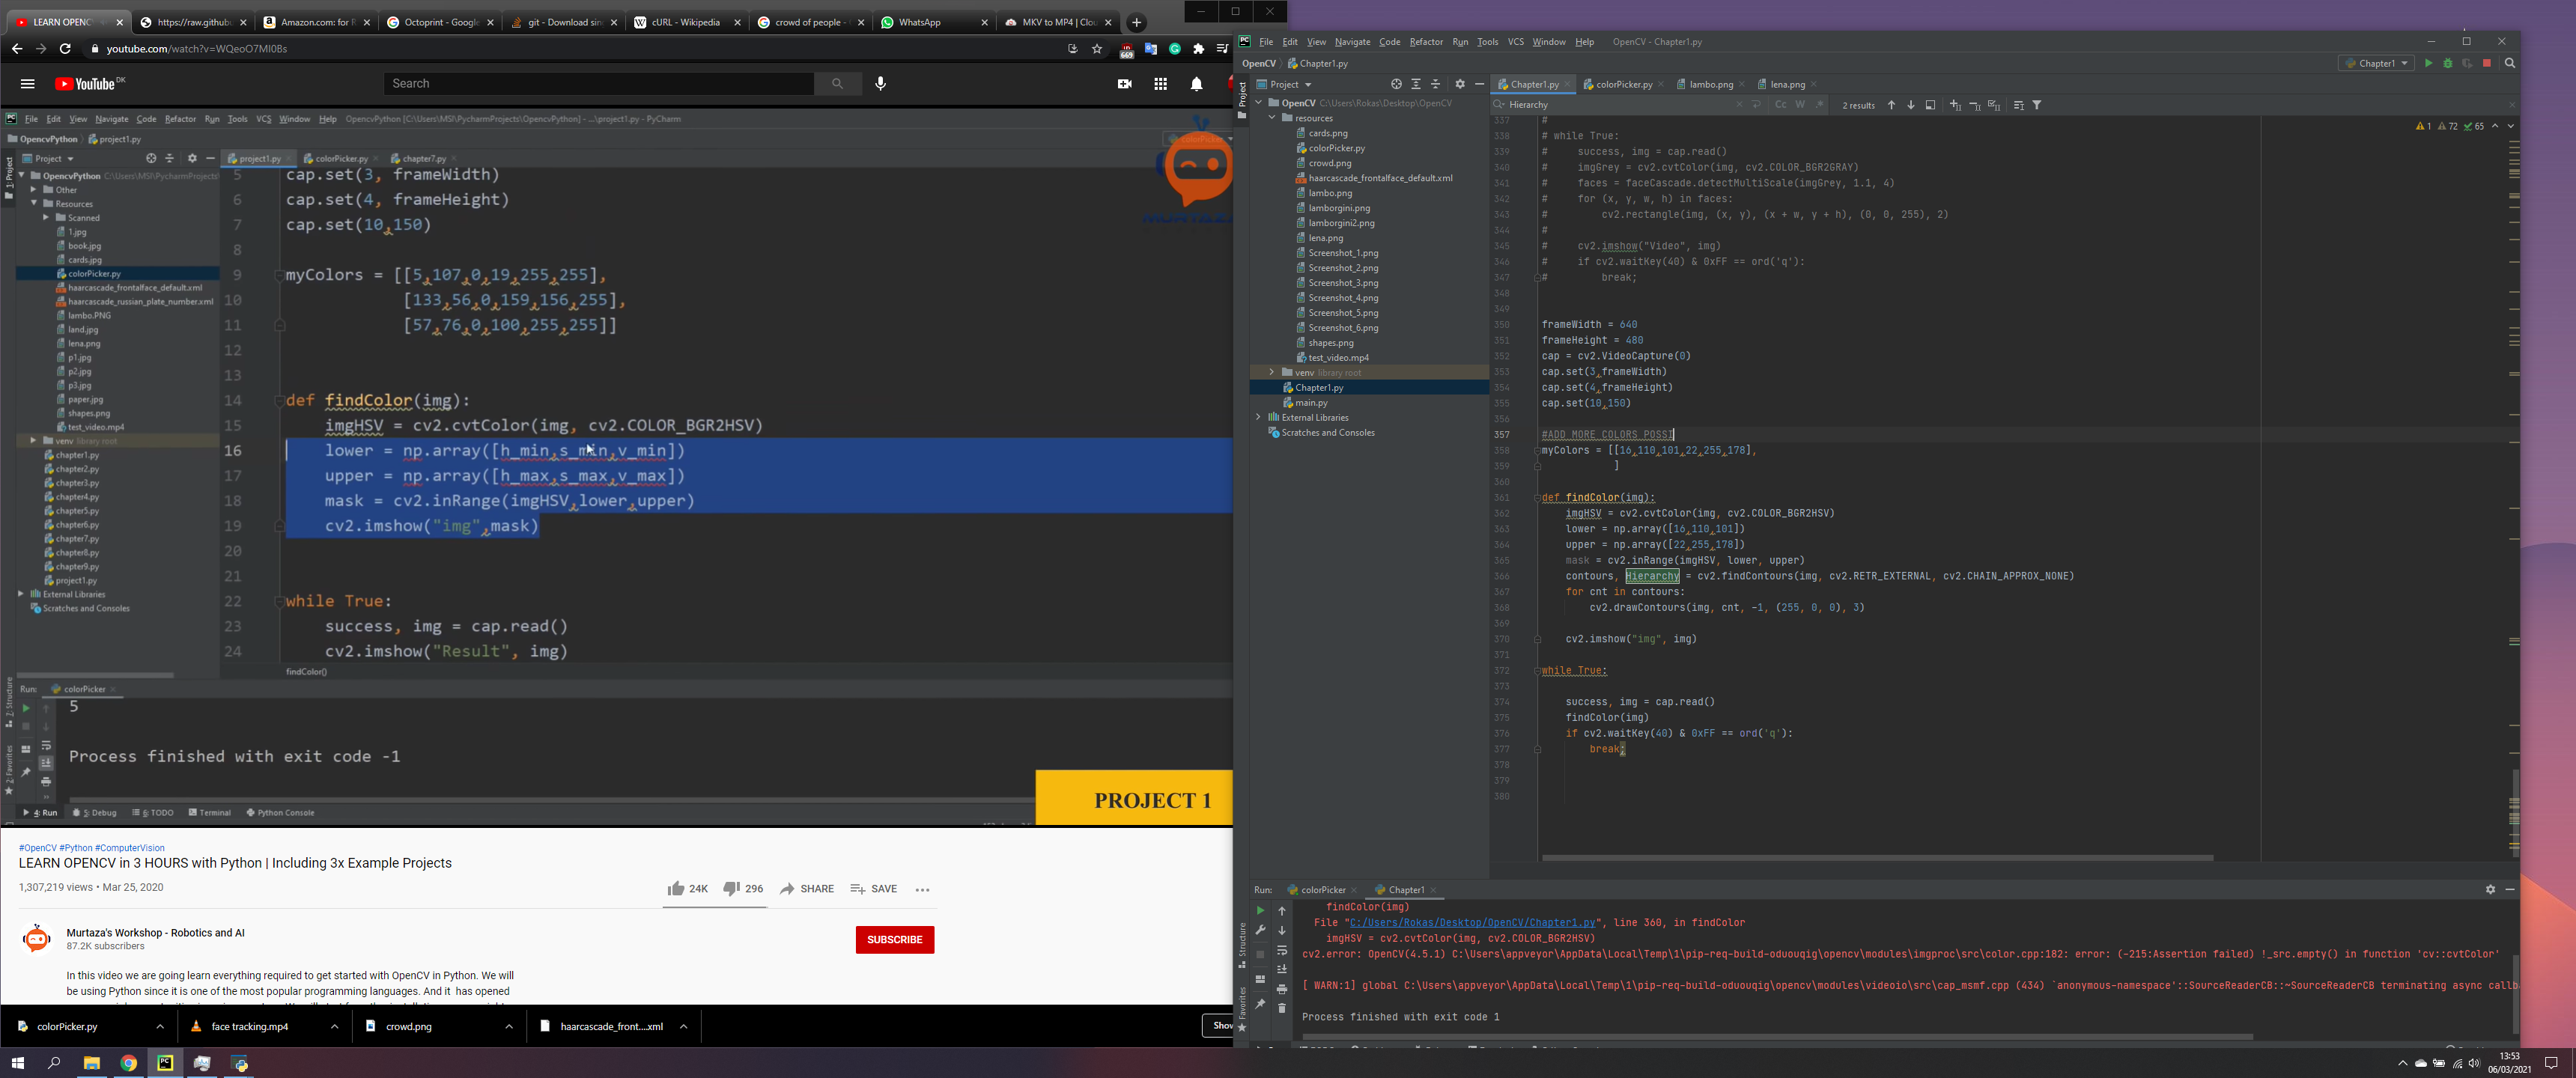 LEARN OPENC
https://raw.githubu
Amazon.com: for R
Octoprint - Google
git - Download sin
cURL - Wikipedia
crowd of people -
WhatsApp
MKV to MP4 | Clou
youtube.com/watch?v=WQeoO7MI0Bs
YouTube DK
Search
File Edit View Navigate Code Refactor Run Tools VCS Window Help OpencvPython [C:\Users\MSI\PycharmProjects\OpencvPython] - ...\project1.py - PyCharm
OpencvPython project1.py
Project
project1.py colorPicker.py chapter7.py
OpencvPython C:\Users\MSI\PycharmProjects
Other
Resources
Scanned
1.jpg
book.jpg
cards.jpg
colorPicker.py
haarcascade_frontalface_default.xml
haarcascade_russian_plate_number.xml
lambo.PNG
land.jpg
lena.png
p1.jpg
p2.jpg
p3.jpg
paper.jpg
shapes.png
test_video.mp4
venv library root
chapter1.py
chapter2.py
chapter3.py
chapter4.py
chapter5.py
chapter6.py
chapter7.py
chapter8.py
chapter9.py
project1.py
External Libraries
Scratches and Consoles
5 cap.set(3, frameWidth)
6 cap.set(4, frameHeight)
7 cap.set(10,150)
8
9 myColors = [[5,107,0,19,255,255],
10 [133,56,0,159,156,255],
11 [57,76,0,100,255,255]]
12
13
14 def findColor(img):
15 imgHSV = cv2.cvtColor(img, cv2.COLOR_BGR2HSV)
16 lower = np.array([h_min,s_min,v_min])
17 upper = np.array([h_max,s_max,v_max])
18 mask = cv2.inRange(imgHSV,lower,upper)
19 cv2.imshow("img",mask)
20
21
22 while True:
23 success, img = cap.read()
24 cv2.imshow("Result", img)
findColor()
Run: colorPicker
5
Process finished with exit code -1
PROJECT 1
4: Run 5: Debug 6: TODO Terminal Python Console
#OpenCV #Python #ComputerVision
LEARN OPENCV in 3 HOURS with Python | Including 3x Example Projects
1,307,219 views • Mar 25, 2020
24K 296 SHARE SAVE
Murtaza's Workshop - Robotics and AI
87.2K subscribers
SUBSCRIBE
In this video we are going learn everything required to get started with OpenCV in Python. We will
be using Python since it is one of the most popular programming languages. And it has opened
colorPicker.py
face tracking.mp4
crowd.png
haarcascade_front....xml
Show
File Edit View Navigate Code Refactor Run Tools VCS Window Help OpenCV - Chapter1.py
OpenCV Chapter1.py
Chapter1
Project
Chapter1.py colorPicker.py lambo.png lena.png
Hierarchy
Cc W 2 results
1 72 65
OpenCV C:\Users\Rokas\Desktop\OpenCV
resources
cards.png
colorPicker.py
crowd.png
haarcascade_frontalface_default.xml
lambo.png
lamborgini.png
lamborgini2.png
lena.png
Screenshot_1.png
Screenshot_2.png
Screenshot_3.png
Screenshot_4.png
Screenshot_5.png
Screenshot_6.png
shapes.png
test_video.mp4
venv library root
Chapter1.py
main.py
External Libraries
Scratches and Consoles
337 #
338 # while True:
339 # success, img = cap.read()
340 # imgGrey = cv2.cvtColor(img, cv2.COLOR_BGR2GRAY)
341 # faces = faceCascade.detectMultiScale(imgGrey, 1.1, 4)
342 # for (x, y, w, h) in faces:
343 # cv2.rectangle(img, (x, y), (x + w, y + h), (0, 0, 255), 2)
344 #
345 # cv2.imshow("Video", img)
346 # if cv2.waitKey(40) & 0xFF == ord('q'):
347 # break;
348
349
350 frameWidth = 640
351 frameHeight = 480
352 cap = cv2.VideoCapture(0)
353 cap.set(3,frameWidth)
354 cap.set(4,frameHeight)
355 cap.set(10,150)
356
357 #ADD MORE COLORS POSSI
358 myColors = [[16,110,101,22,255,178],
359 ]
360
361 def findColor(img):
362 imgHSV = cv2.cvtColor(img, cv2.COLOR_BGR2HSV)
363 lower = np.array([16,110,101])
364 upper = np.array([22,255,178])
365 mask = cv2.inRange(imgHSV, lower, upper)
366 contours, Hierarchy = cv2.findContours(img, cv2.RETR_EXTERNAL, cv2.CHAIN_APPROX_NONE)
367 for cnt in contours:
368 cv2.drawContours(img, cnt, -1, (255, 0, 0), 3)
369
370 cv2.imshow("img", img)
371
372 while True:
373
374 success, img = cap.read()
375 findColor(img)
376 if cv2.waitKey(40) & 0xFF == ord('q'):
377 break;
378
379
380
Run: colorPicker Chapter1
findColor(img)
File "C:/Users/Rokas/Desktop/OpenCV/Chapter1.py", line 360, in findColor
imgHSV = cv2.cvtColor(img, cv2.COLOR_BGR2HSV)
cv2.error: OpenCV(4.5.1) C:\Users\appveyor\AppData\Local\Temp\1\pip-req-build-oduouqig\opencv\modules\imgproc\src\color.cpp:182: error: (-215:Assertion failed) !_src.empty() in function 'cv::cvtColor'
[ WARN:1] global C:\Users\appveyor\AppData\Local\Temp\1\pip-req-build-oduouqig\opencv\modules\videoio\src\cap_msmf.cpp (434) `anonymous-namespace'::SourceReaderCB::~SourceReaderCB terminating async callb
Process finished with exit code 1
13:53
06/03/2021